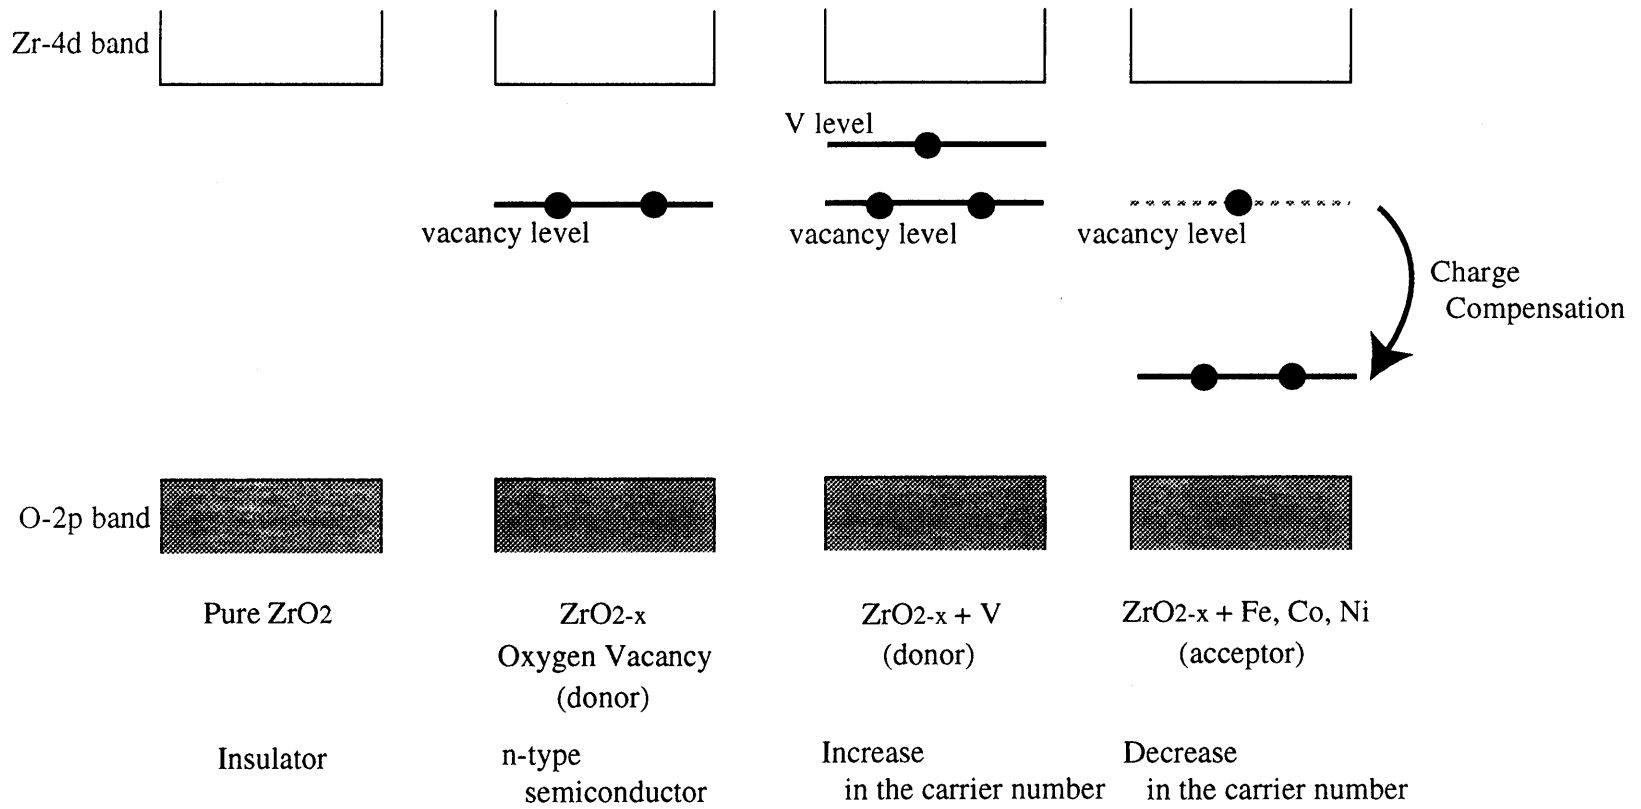 Zr-4d band
V level
vacancy level
vacancy level
vacancy level
Charge
Compensation
O-2p band
Pure ZrO2
ZrO2-x
Oxygen Vacancy
(donor)
ZrO2-x + V
(donor)
ZrO2-x + Fe, Co, Ni
(acceptor)
Insulator
n-type
semiconductor
Increase
in the carrier number
Decrease
in the carrier number